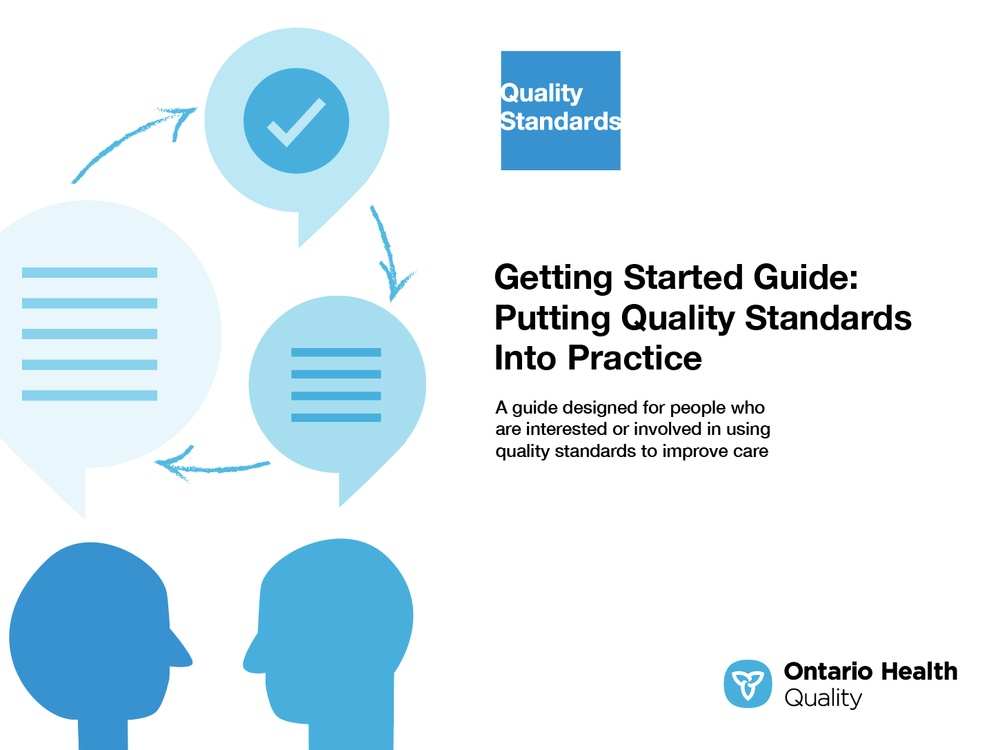 Quality
Standards
Getting Started Guide:
Putting Quality Standards
Into Practice
A guide designed for people who
are interested or involved in using
quality standards to improve care
Ontario Health
Quality